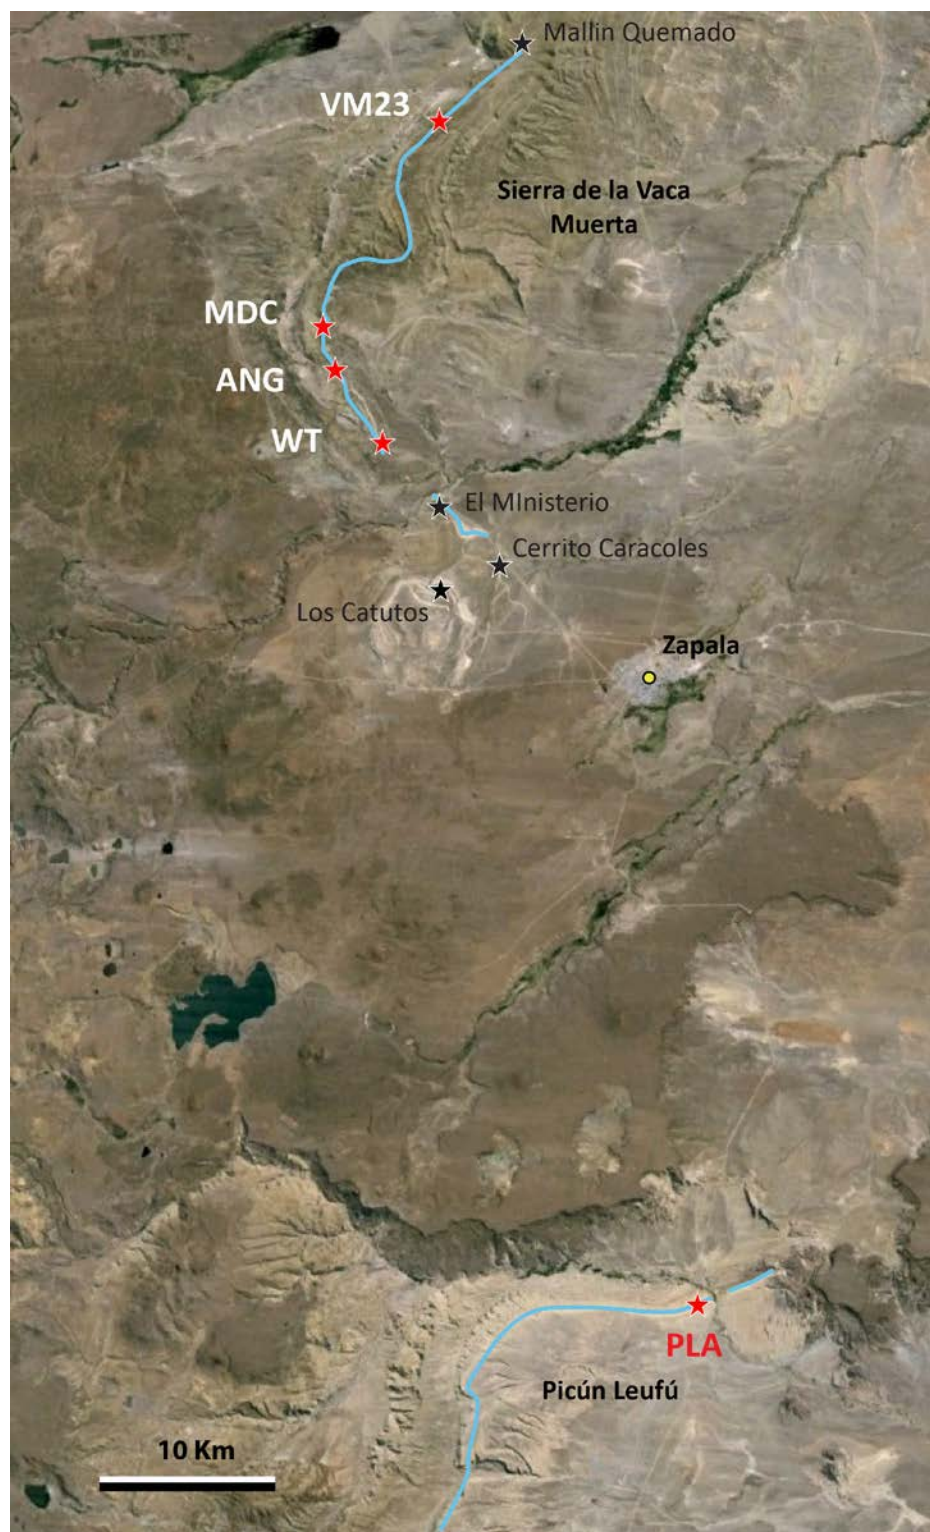 Mallin Quemado
VM23
Sierra de la Vaca
Muerta
MDC
ANG
WT
El MInisterio
Cerrito Caracoles
Los Catutos
Zapala
PLA
Picún Leufú
10 Km